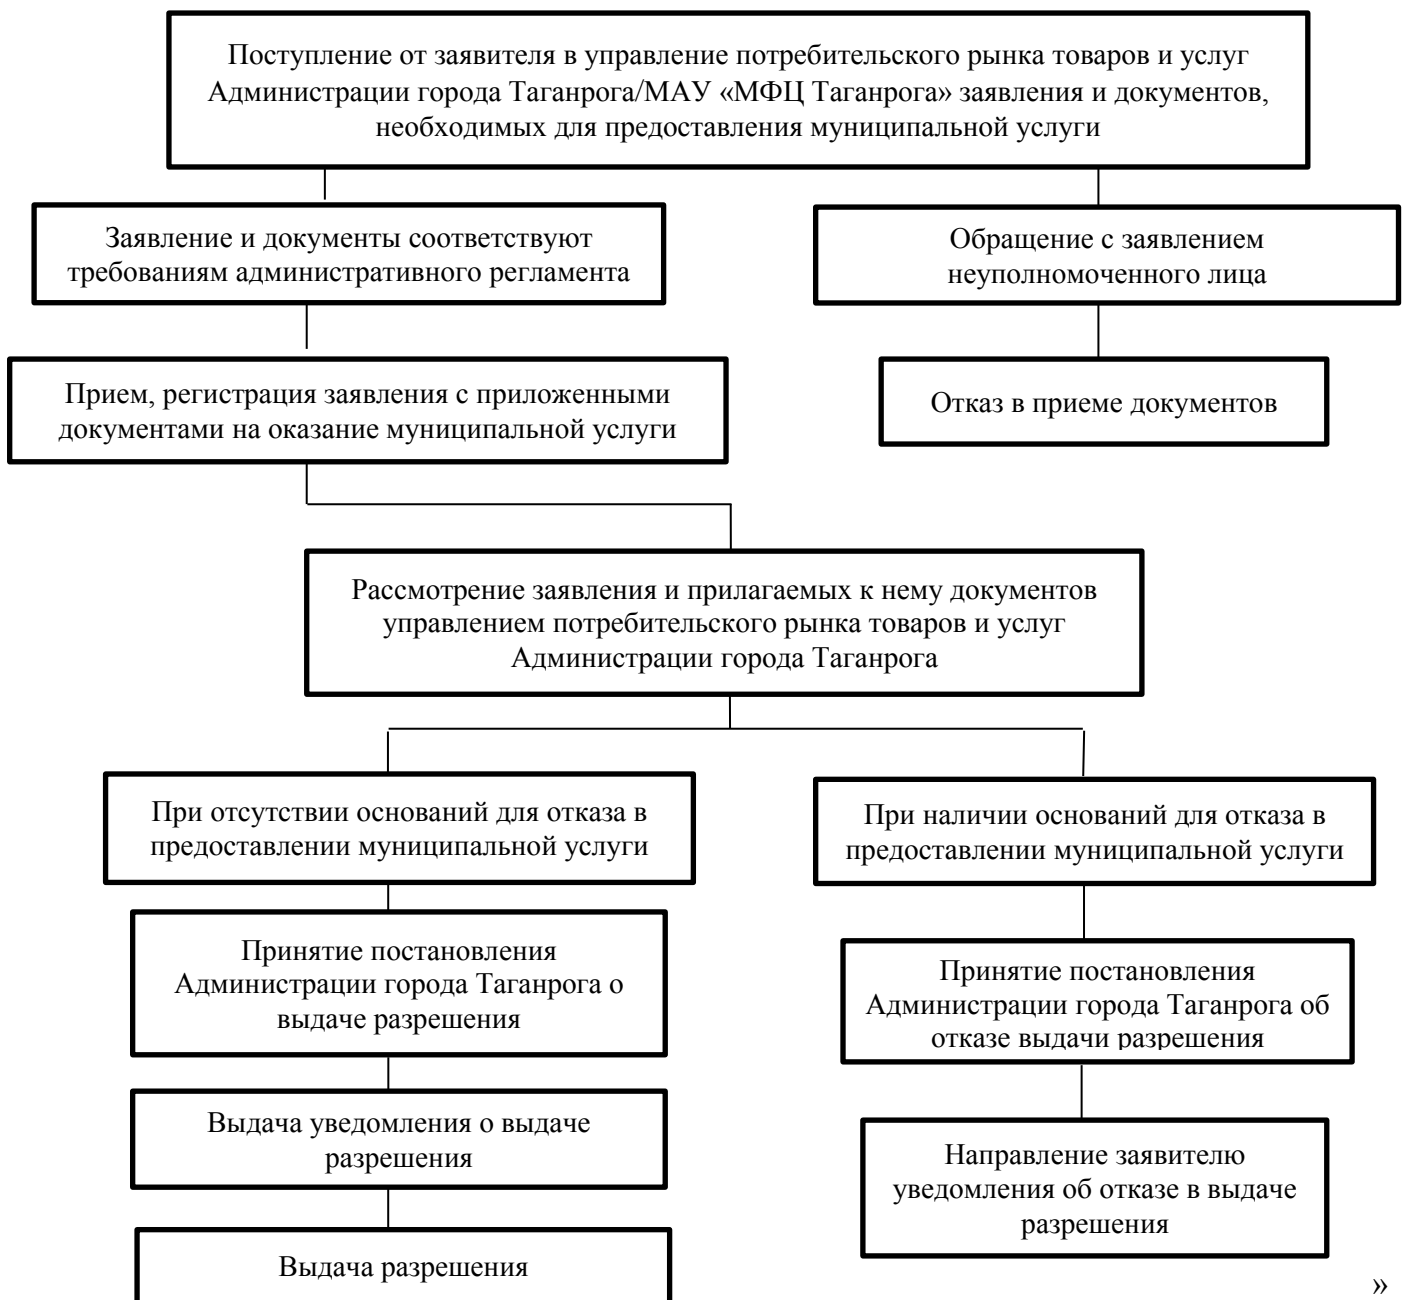 Поступление от заявителя в управление потребительского рынка товаров и услуг
Администрации города Таганрога/МАУ «МФЦ Таганрога» заявления и документов,
необходимых для предоставления муниципальной услуги
Заявление и документы соответствуют
требованиям административного регламента
Обращение с заявлением
неуполномоченного лица
Прием, регистрация заявления с приложенными
документами на оказание муниципальной услуги
Отказ в приеме документов
Рассмотрение заявления и прилагаемых к нему документов
управлением потребительского рынка товаров и услуг
Администрации города Таганрога
При отсутствии оснований для отказа в
предоставлении муниципальной услуги
При наличии оснований для отказа в
предоставлении муниципальной услуги
Принятие постановления
Администрации города Таганрога о
выдаче разрешения
Принятие постановления
Администрации города Таганрога об
отказе выдачи разрешения
Выдача уведомления о выдаче
разрешения
Направление заявителю
уведомления об отказе в выдаче
разрешения
Выдача разрешения
»